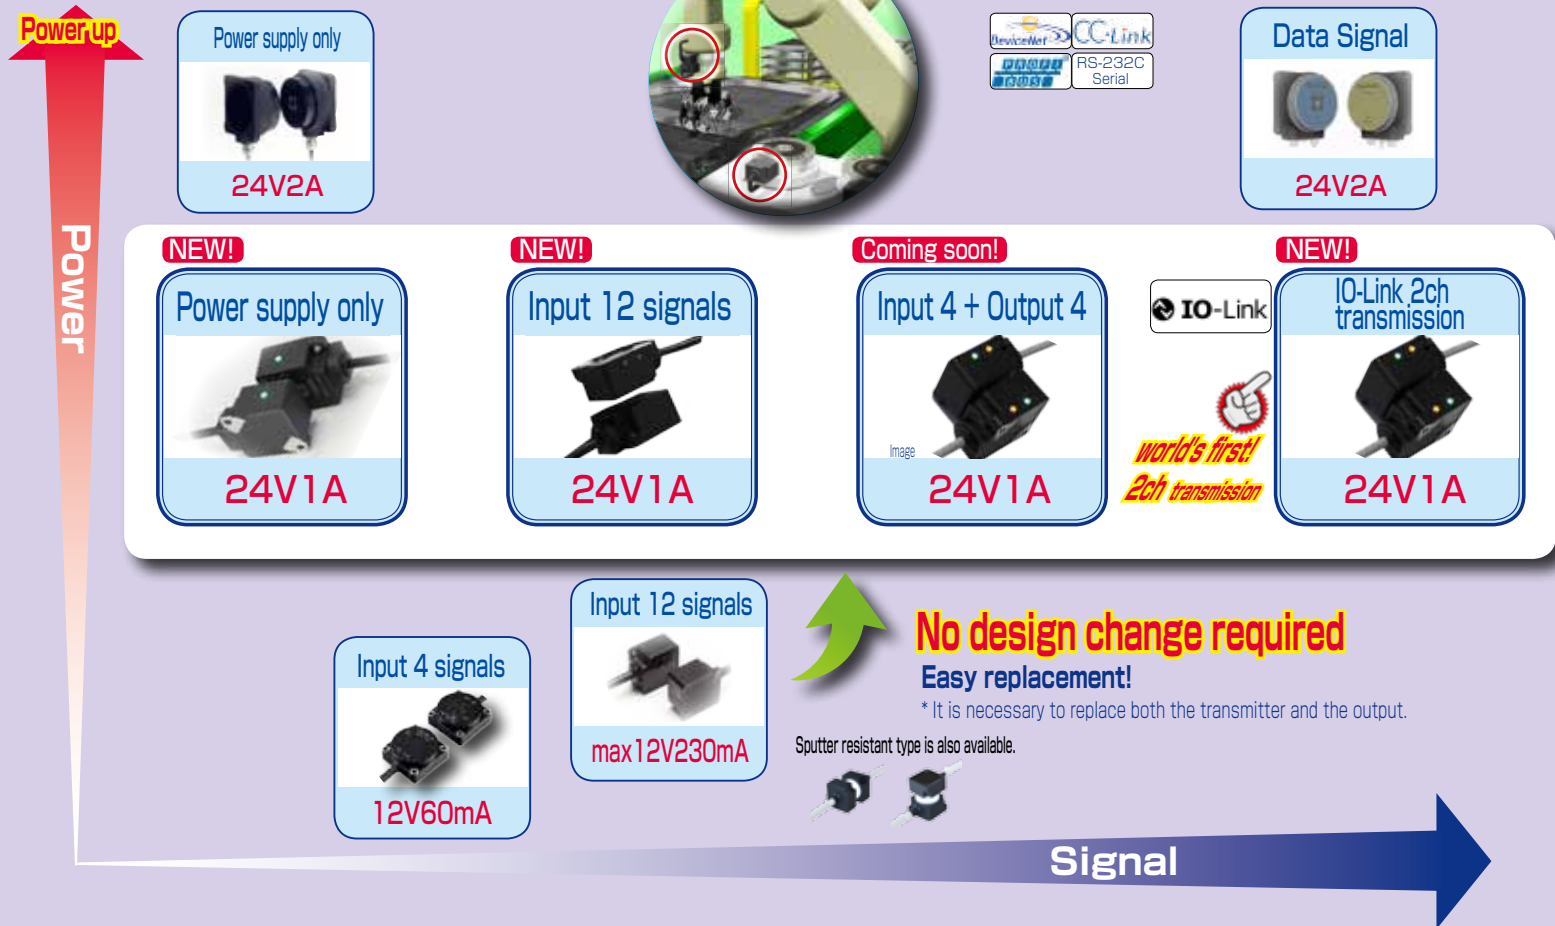 Power up
Power supply only
24V2A
DeviceNet
CC-Link
PROFI
BUS
RS-232C
Serial
Data Signal
24V2A
Power
NEW!
Power supply only
24V1A
NEW!
Input 12 signals
24V1A
Coming soon!
Input 4 + Output 4
Image
24V1A
IO-Link
world's first!
2ch transmission
NEW!
IO-Link 2ch
transmission
24V1A
Input 4 signals
12V60mA
Input 12 signals
max12V230mA
No design change required
Easy replacement!
* It is necessary to replace both the transmitter and the output.
Sputter resistant type is also available.
Signal